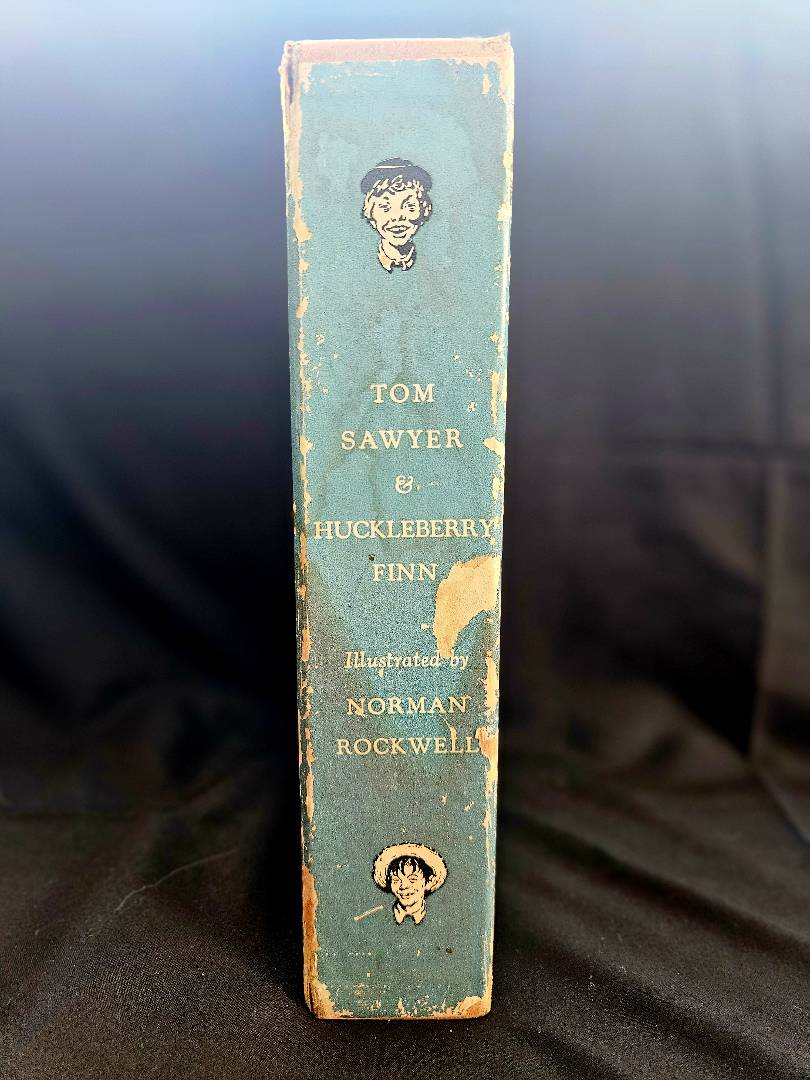 TOM
SAWYER
&
HUCKLEBERRY
FINN
Illustrated by
NORMAN
ROCKWELL